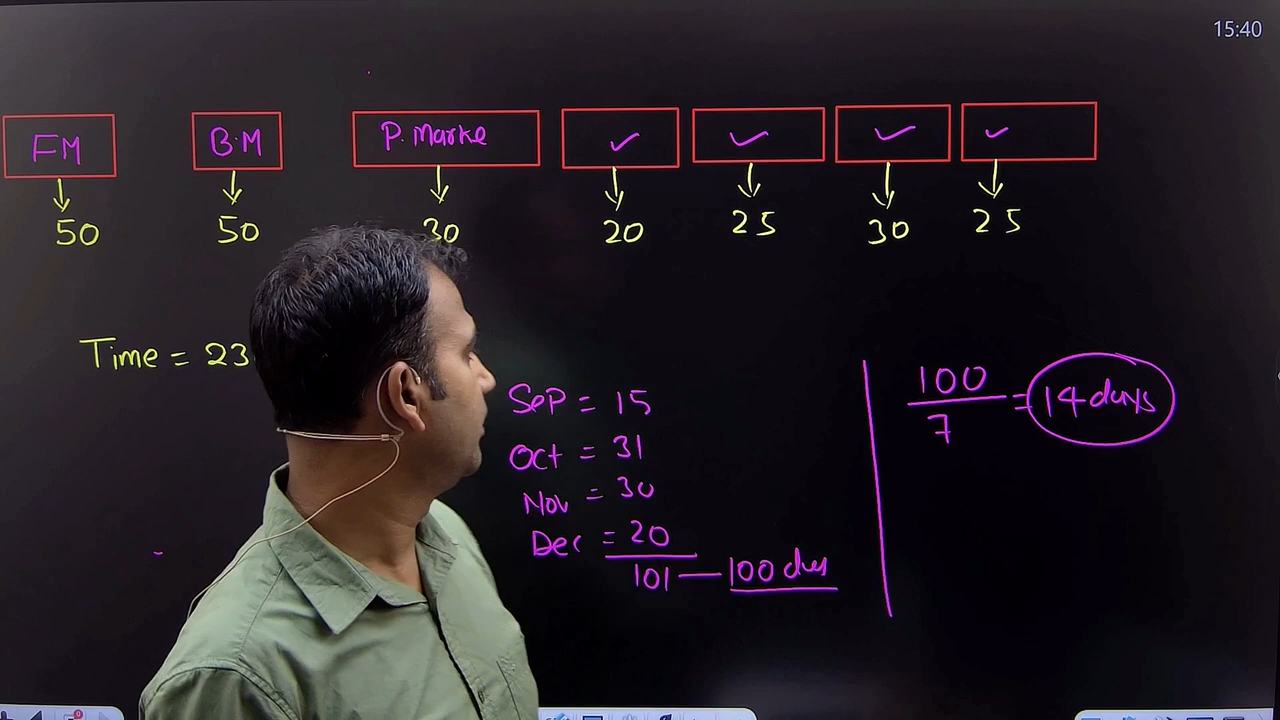 15:40
FM B.M P. Marke ✓ ✓ ✓ ✓
50 50 30 20 25 30 25
Time = 23
Sep = 15
Oct = 31
Nov = 30
Dec = 20
101 — 100
100
7
= 14 days